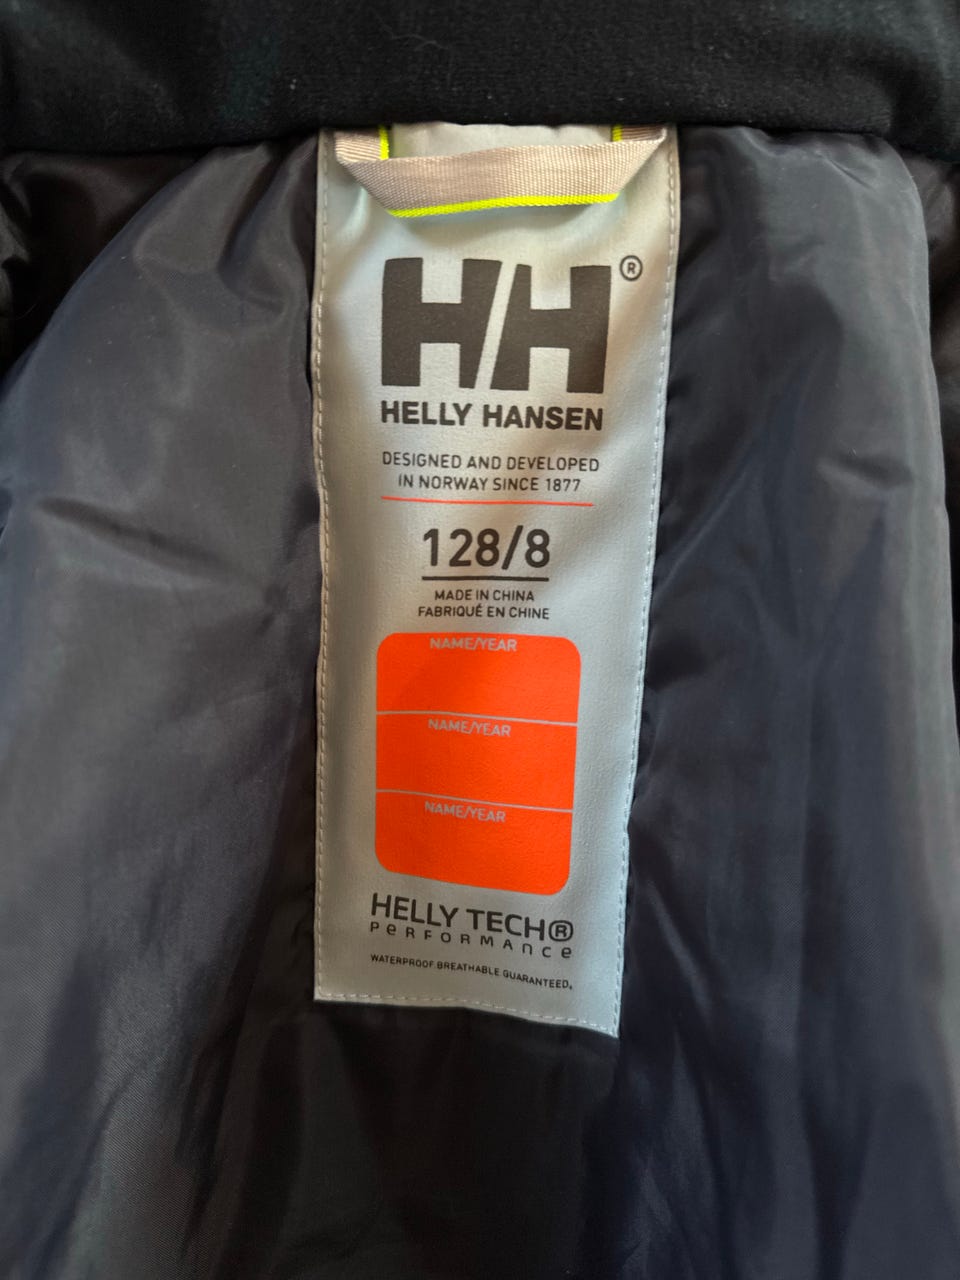 HH®
HELLY HANSEN
DESIGNED AND DEVELOPED
IN NORWAY SINCE 1877
128/8
MADE IN CHINA
FABRIQUÉ EN CHINE
NAME/YEAR
NAME/YEAR
NAME/YEAR
HELLY TECH®
PERFORMANCE
WATERPROOF.BREATHABLE.GUARANTEED.